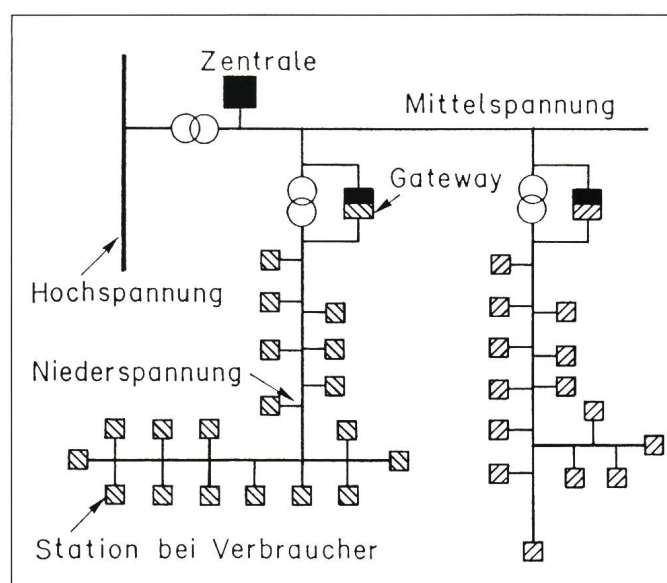 Zentrale
Mittelspannung
Gateway
Hochspannung
Niederspannung
Station bei Verbraucher